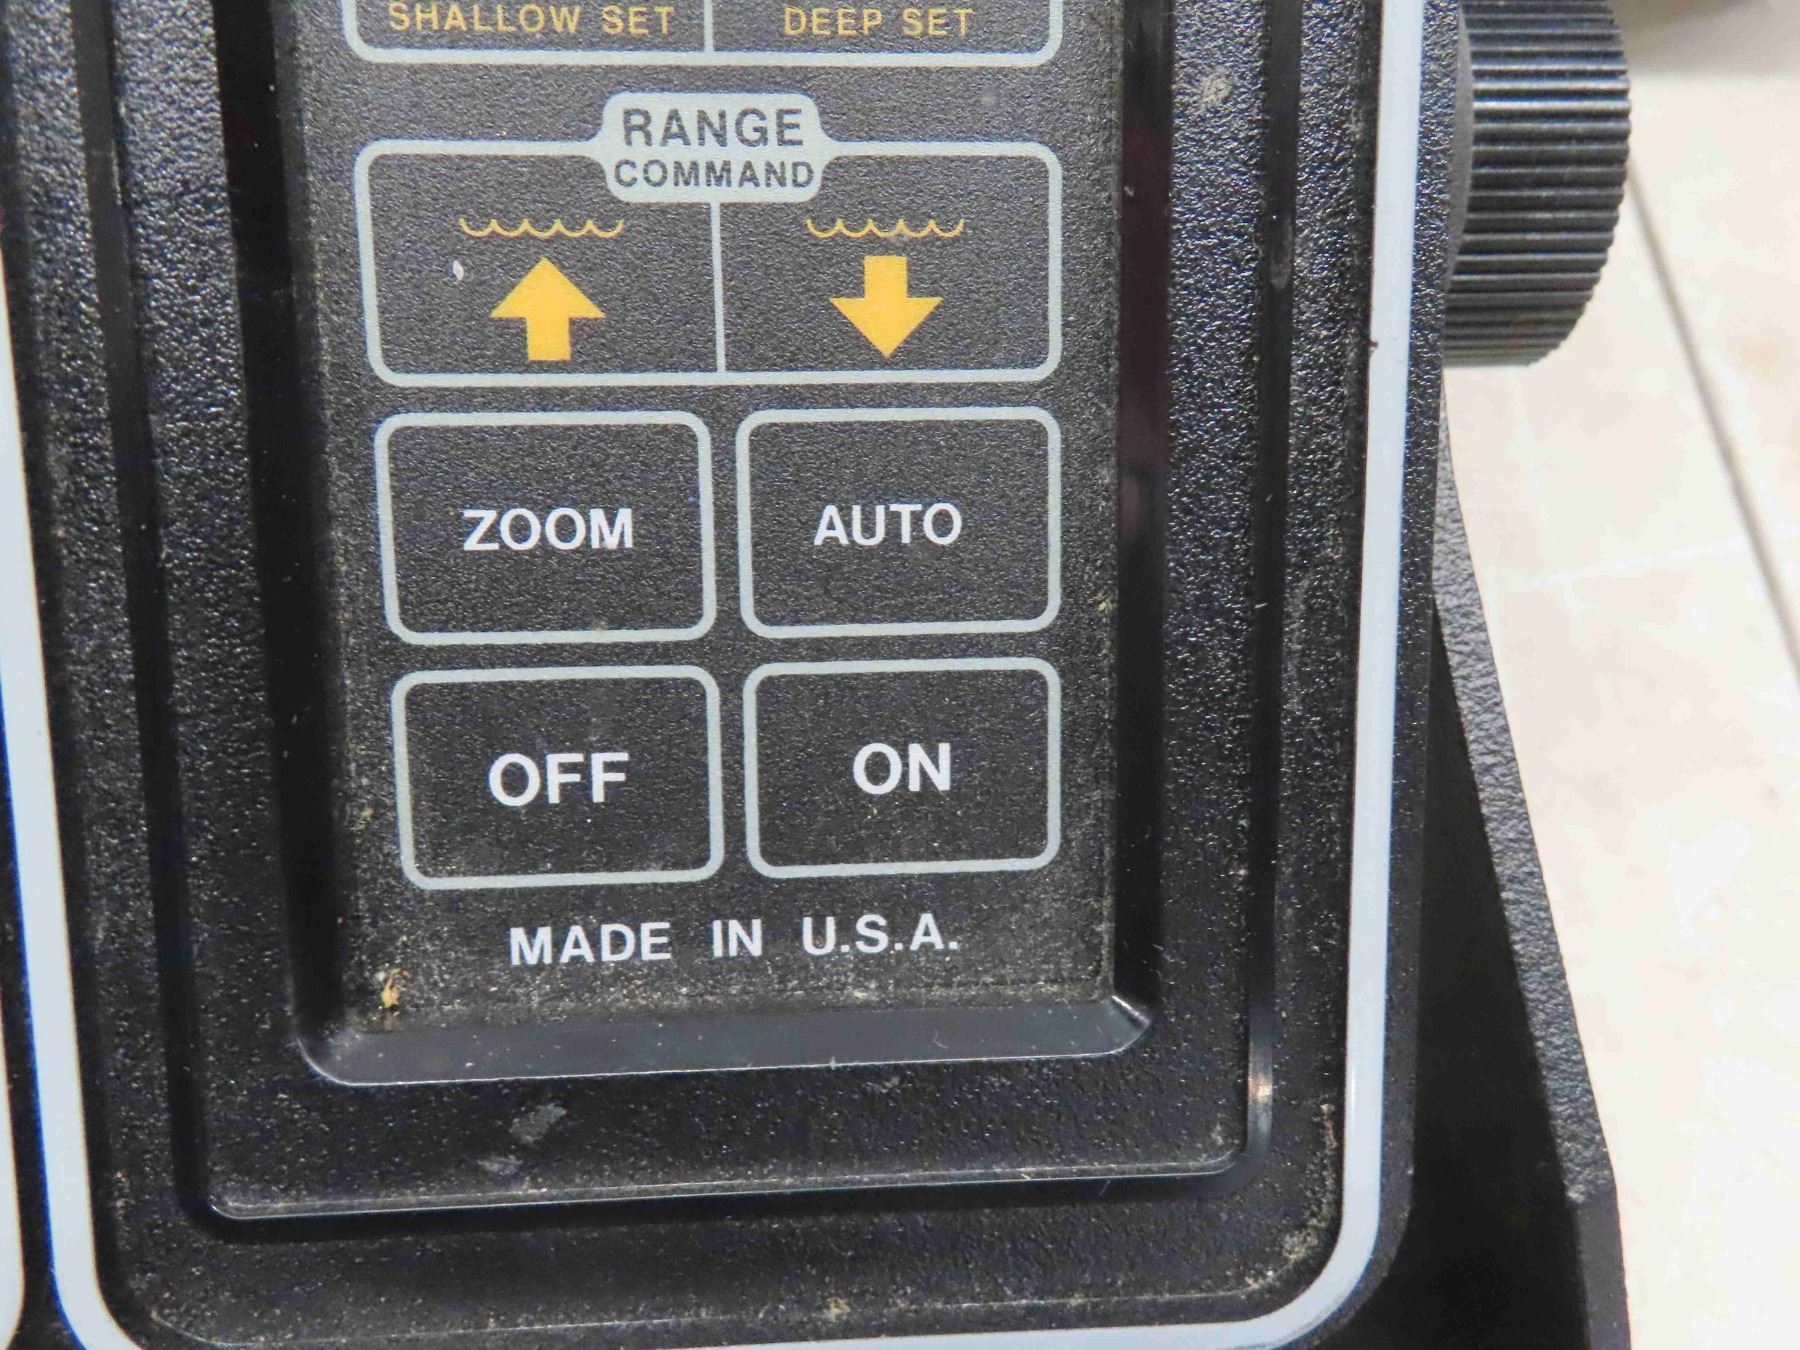 SHALLOW SET DEEP SET
RANGE
COMMAND
ZOOM AUTO
OFF ON
MADE IN U.S.A.